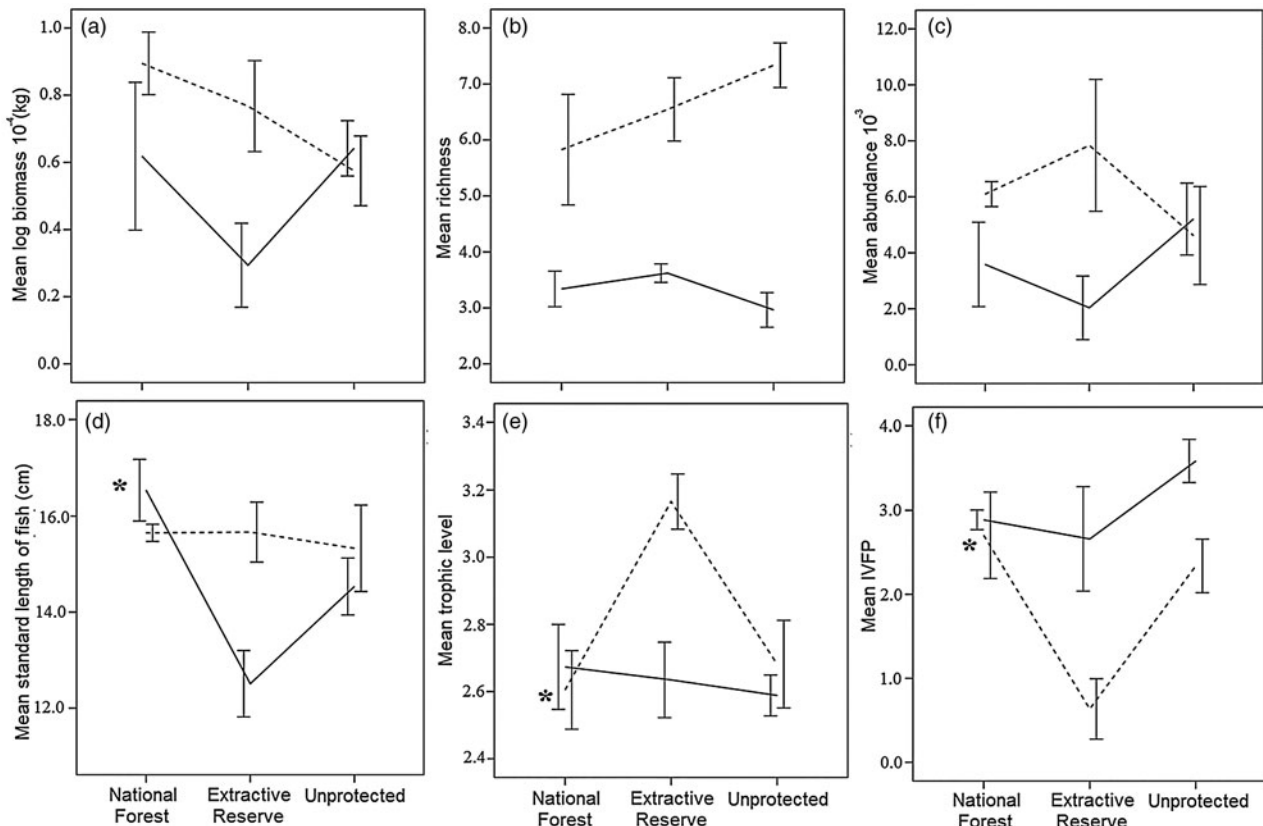 (a)
Mean log biomass 10⁻⁴(kg)
1.0
0.8
0.6
0.4
0.2
0.0
(b)
Mean richness
8.0
7.0
6.0
5.0
4.0
3.0
2.0
(c)
Mean abundance 10⁻³
12.0
10.0
8.0
6.0
4.0
2.0
0.0
(d)
Mean standard length of fish (cm)
18.0
16.0
14.0
12.0
*
National
Forest
Extractive
Reserve
Unprotected
(e)
Mean trophic level
3.4
3.2
3.0
2.8
2.6
2.4
*
National
Forest
Extractive
Reserve
Unprotected
(f)
Mean IVFP
4.0
3.0
2.0
1.0
0.0
*
National
Forest
Extractive
Reserve
Unprotected